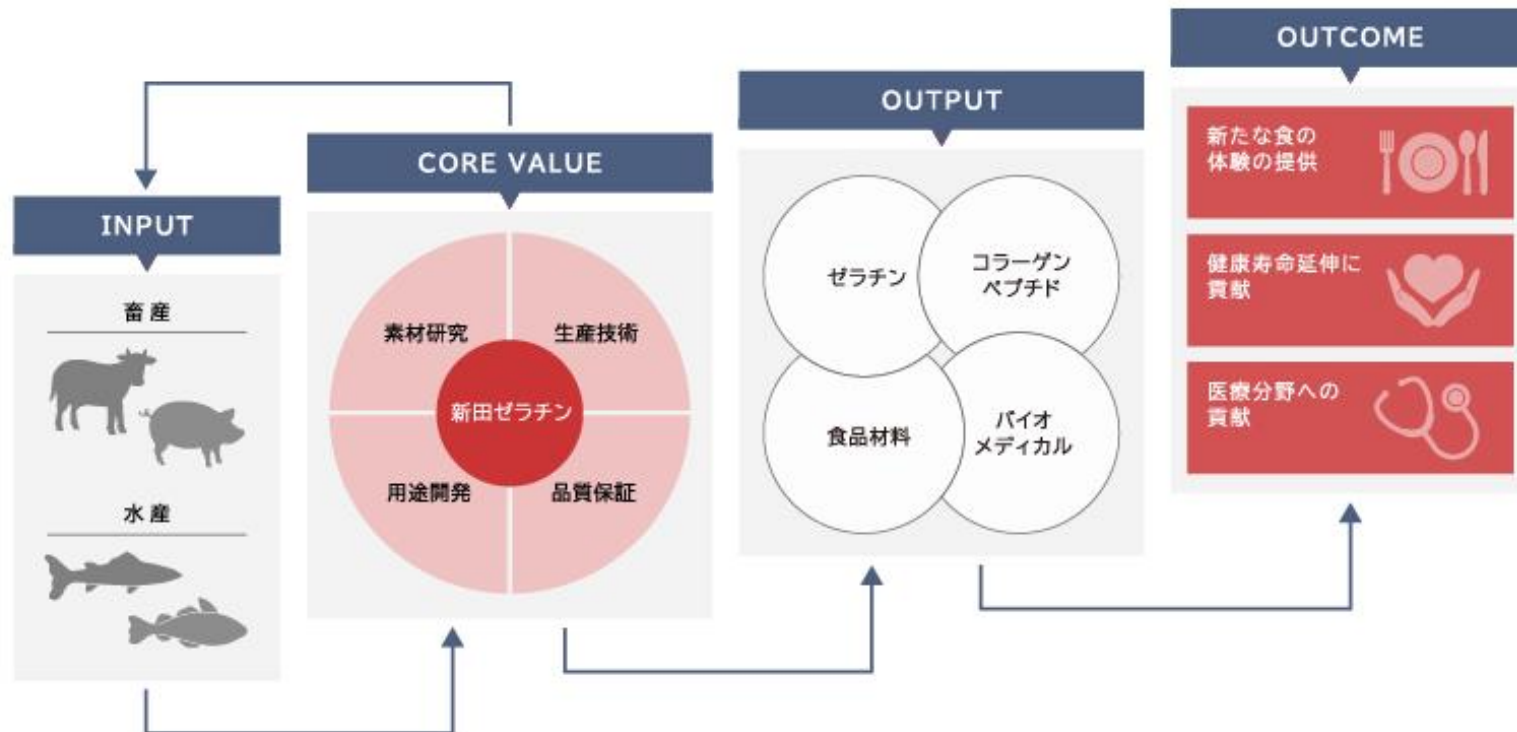 INPUT
畜産
水産
CORE VALUE
素材研究
生産技術
新田ゼラチン
用途開発
品質保証
OUTPUT
ゼラチン
コラーゲン
ペプチド
食品材料
バイオ
メディカル
OUTCOME
新たな食の
体験の提供
健康寿命延伸に
貢献
医療分野への
貢献